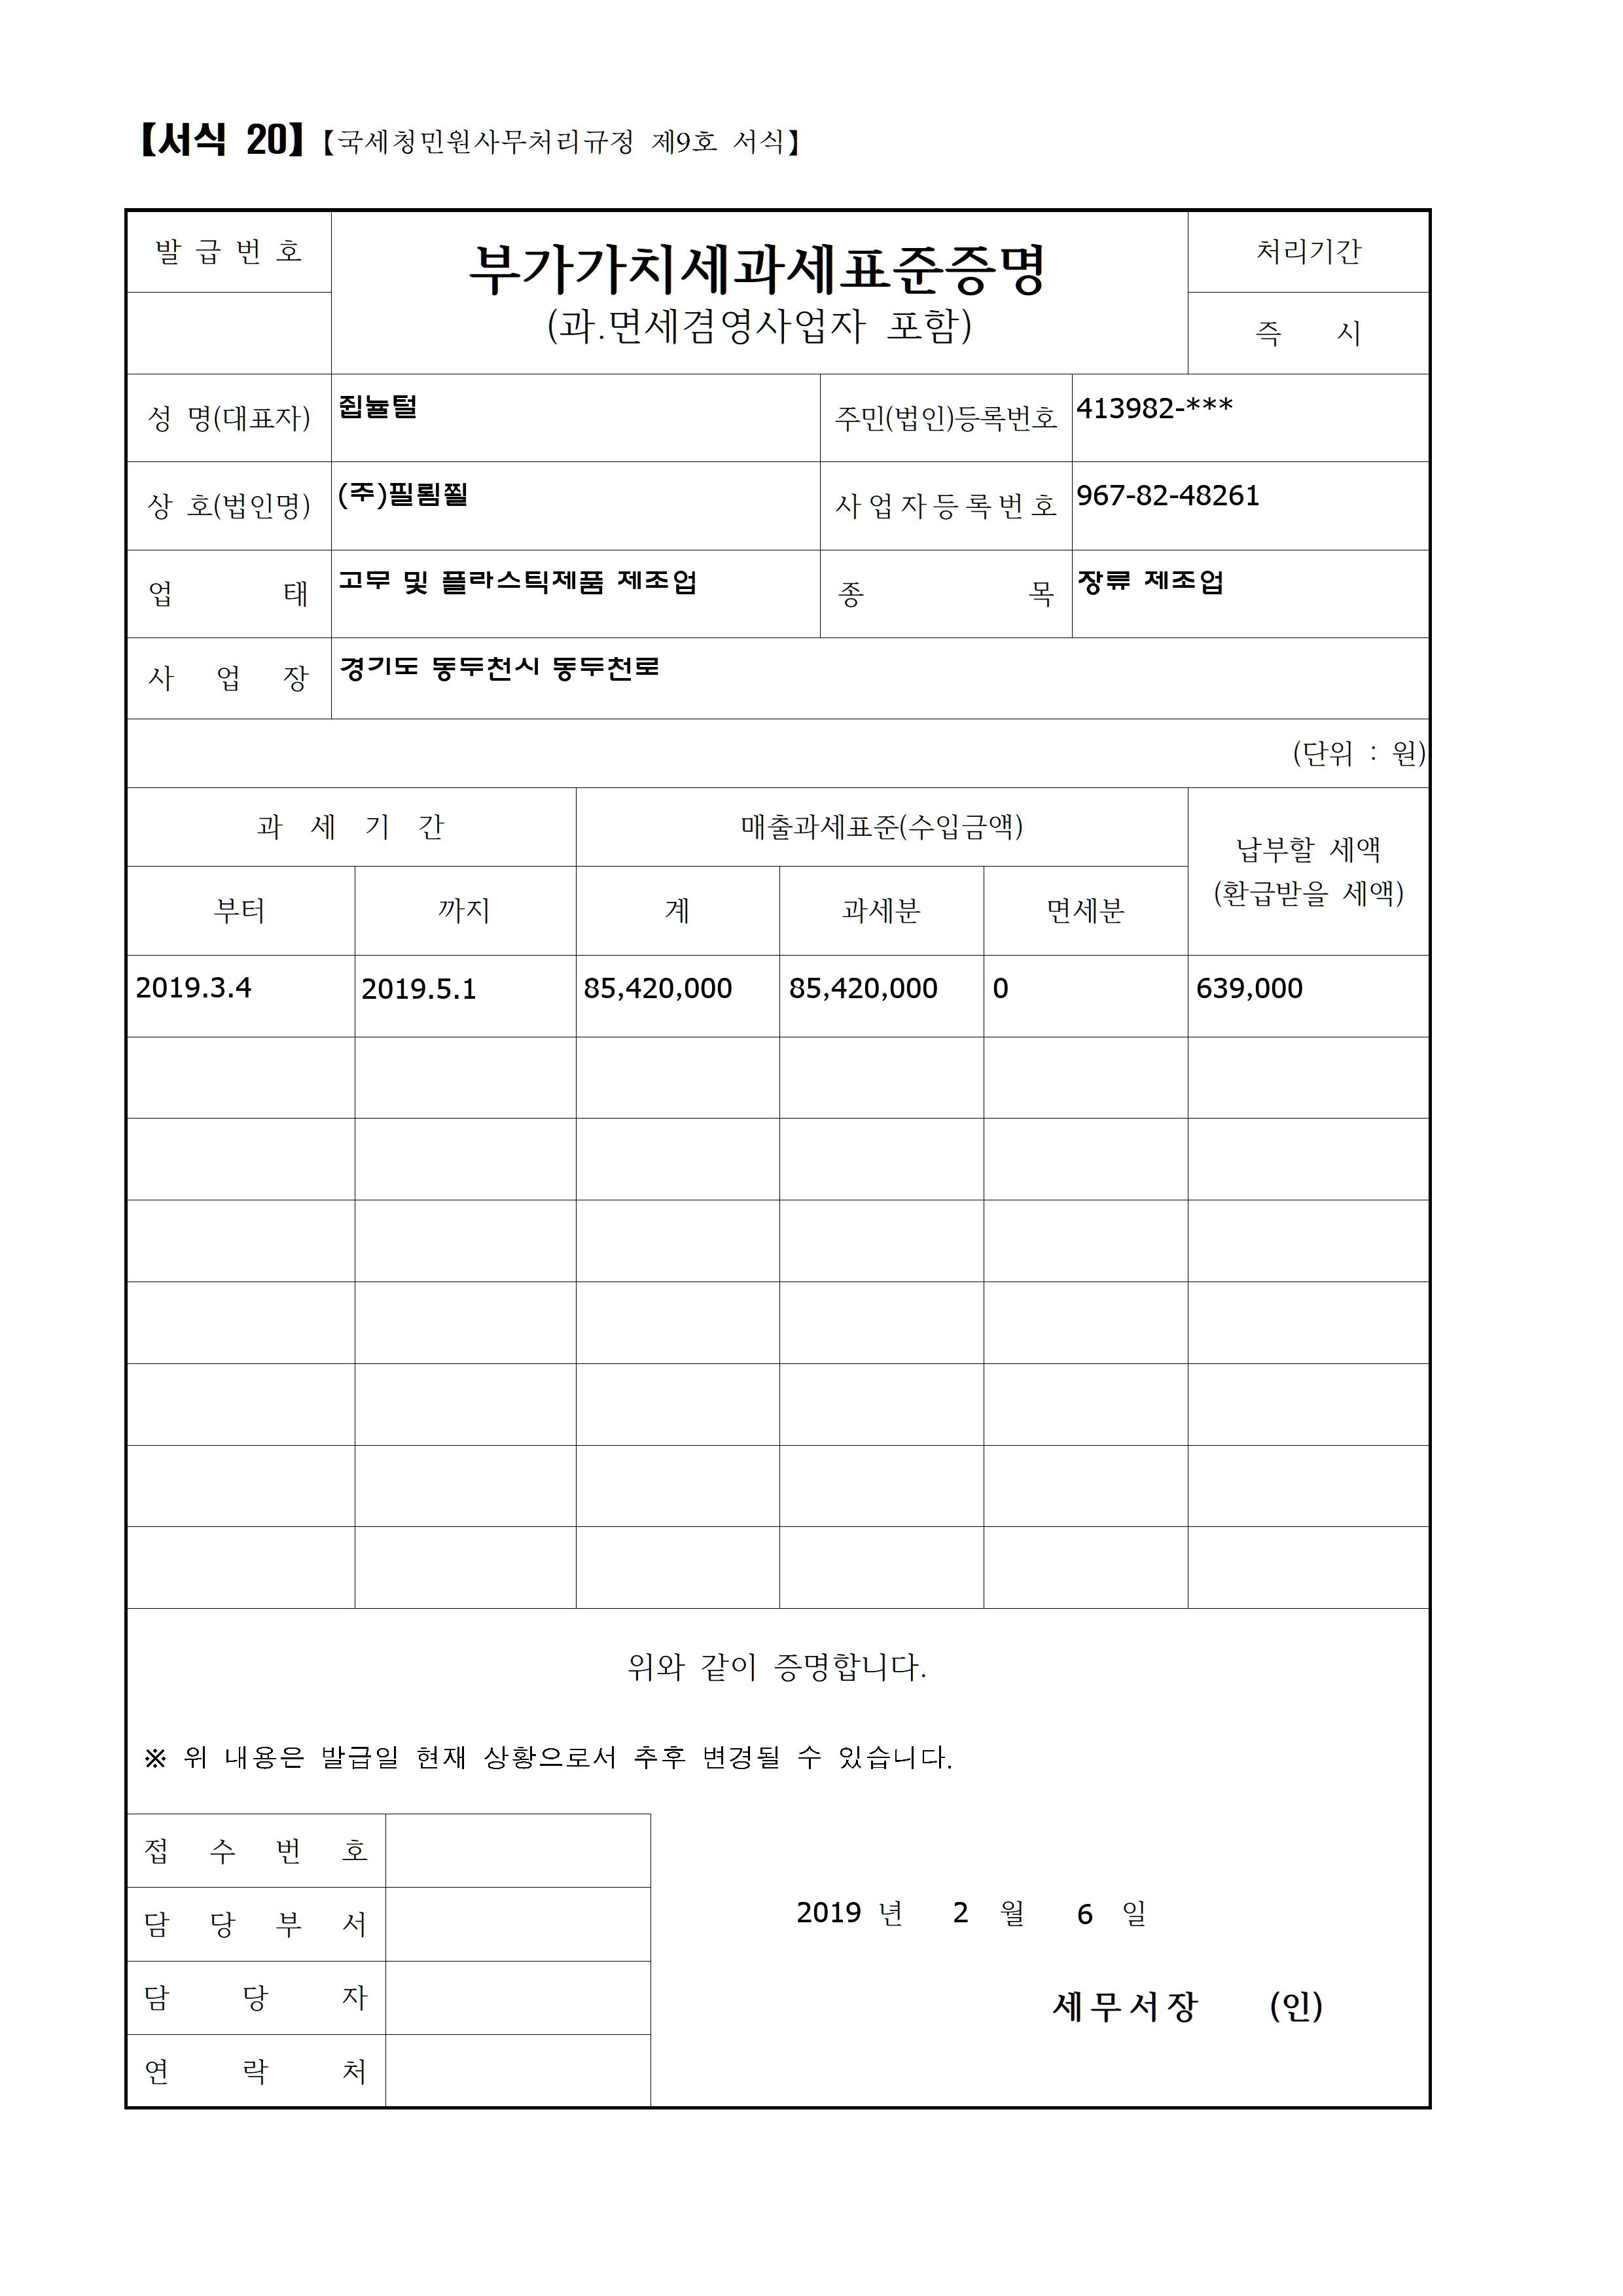 【서식 20】【국세청민원사무처리규정 제9호 서식】
발 급 번 호
부가가치세과세표준증명
(과.면세겸영사업자 포함)
처리기간
즉 시
성 명(대표자) 쥡뉼털 주민(법인)등록번호 413982-***
상 호(법인명) (주)필룀찔 사업자등록번호 967-82-48261
업 태 고무 및 플라스틱제품 제조업 종 목 장류 제조업
사 업 장 경기도 동두천시 동두천로
(단위 : 원)
과 세 기 간 매출과세표준(수입금액) 납부할 세액
(환급받을 세액)
부터 까지 계 과세분 면세분
2019.3.4 2019.5.1 85,420,000 85,420,000 0 639,000
위와 같이 증명합니다.
※ 위 내용은 발급일 현재 상황으로서 추후 변경될 수 있습니다.
접 수 번 호
담 당 부 서
2019 년 2 월 6 일
담 당 자
세무서장 (인)
연 락 처